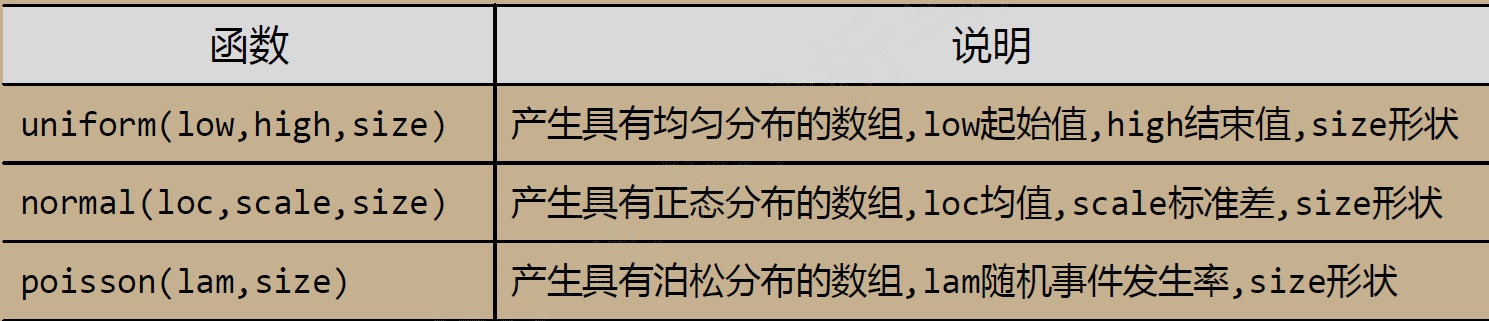 函数 说明
uniform(low,high,size) 产生具有均匀分布的数组,low起始值,high结束值,size形状
normal(loc,scale,size) 产生具有正态分布的数组,loc均值,scale标准差,size形状
poisson(lam,size) 产生具有泊松分布的数组,lam随机事件发生率,size形状